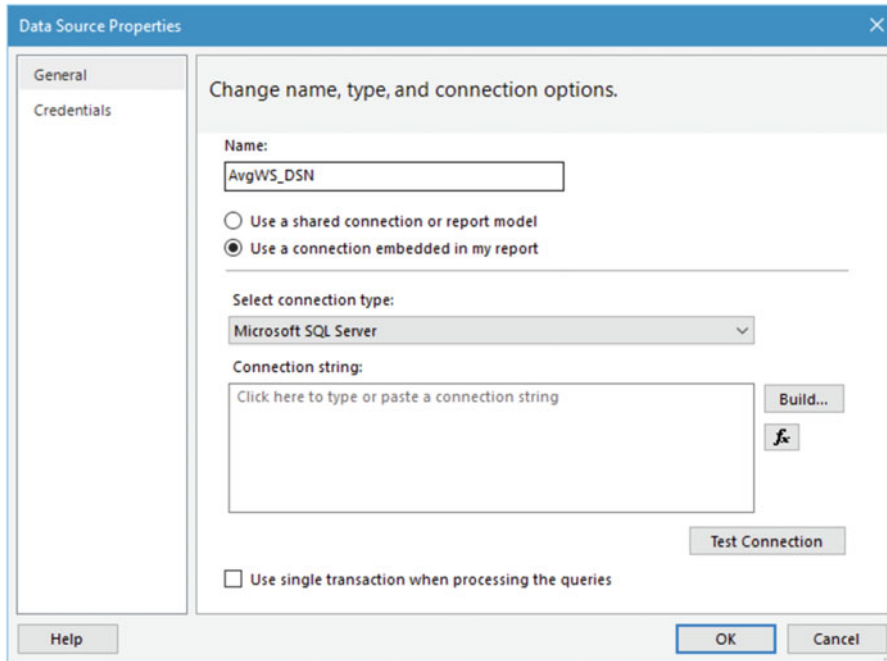 Data Source Properties
General
Credentials
Change name, type, and connection options.
Name:
AvgWS_DSN
Use a shared connection or report model
Use a connection embedded in my report
Select connection type:
Microsoft SQL Server
Connection string:
Click here to type or paste a connection string
Build...
fx
Test Connection
Use single transaction when processing the queries
Help
OK
Cancel